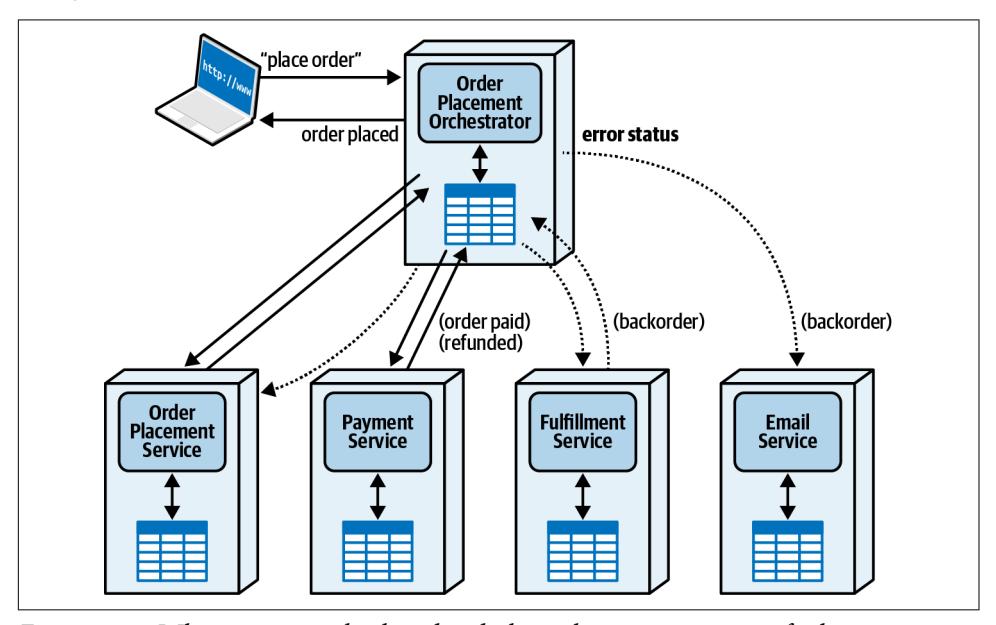 "place order"
http://www
order placed
Order
Placement
Orchestrator
error status
(order paid)
(refunded)
(backorder)
(backorder)
Order
Placement
Service
Payment
Service
Fulfillment
Service
Email
Service